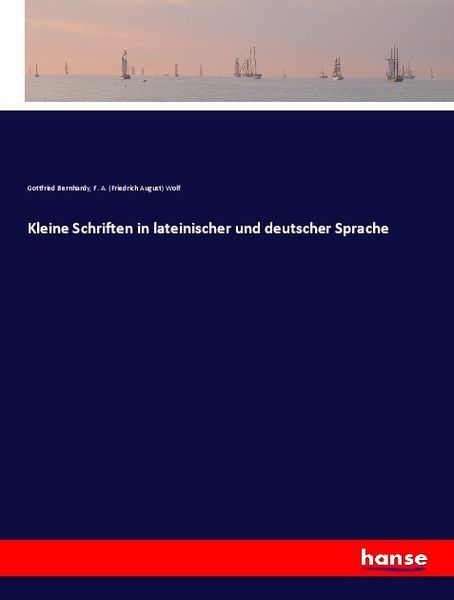 Gottfried Bernhardy, F. A. (Friedrich August) Wolf
Kleine Schriften in lateinischer und deutscher Sprache
hanse